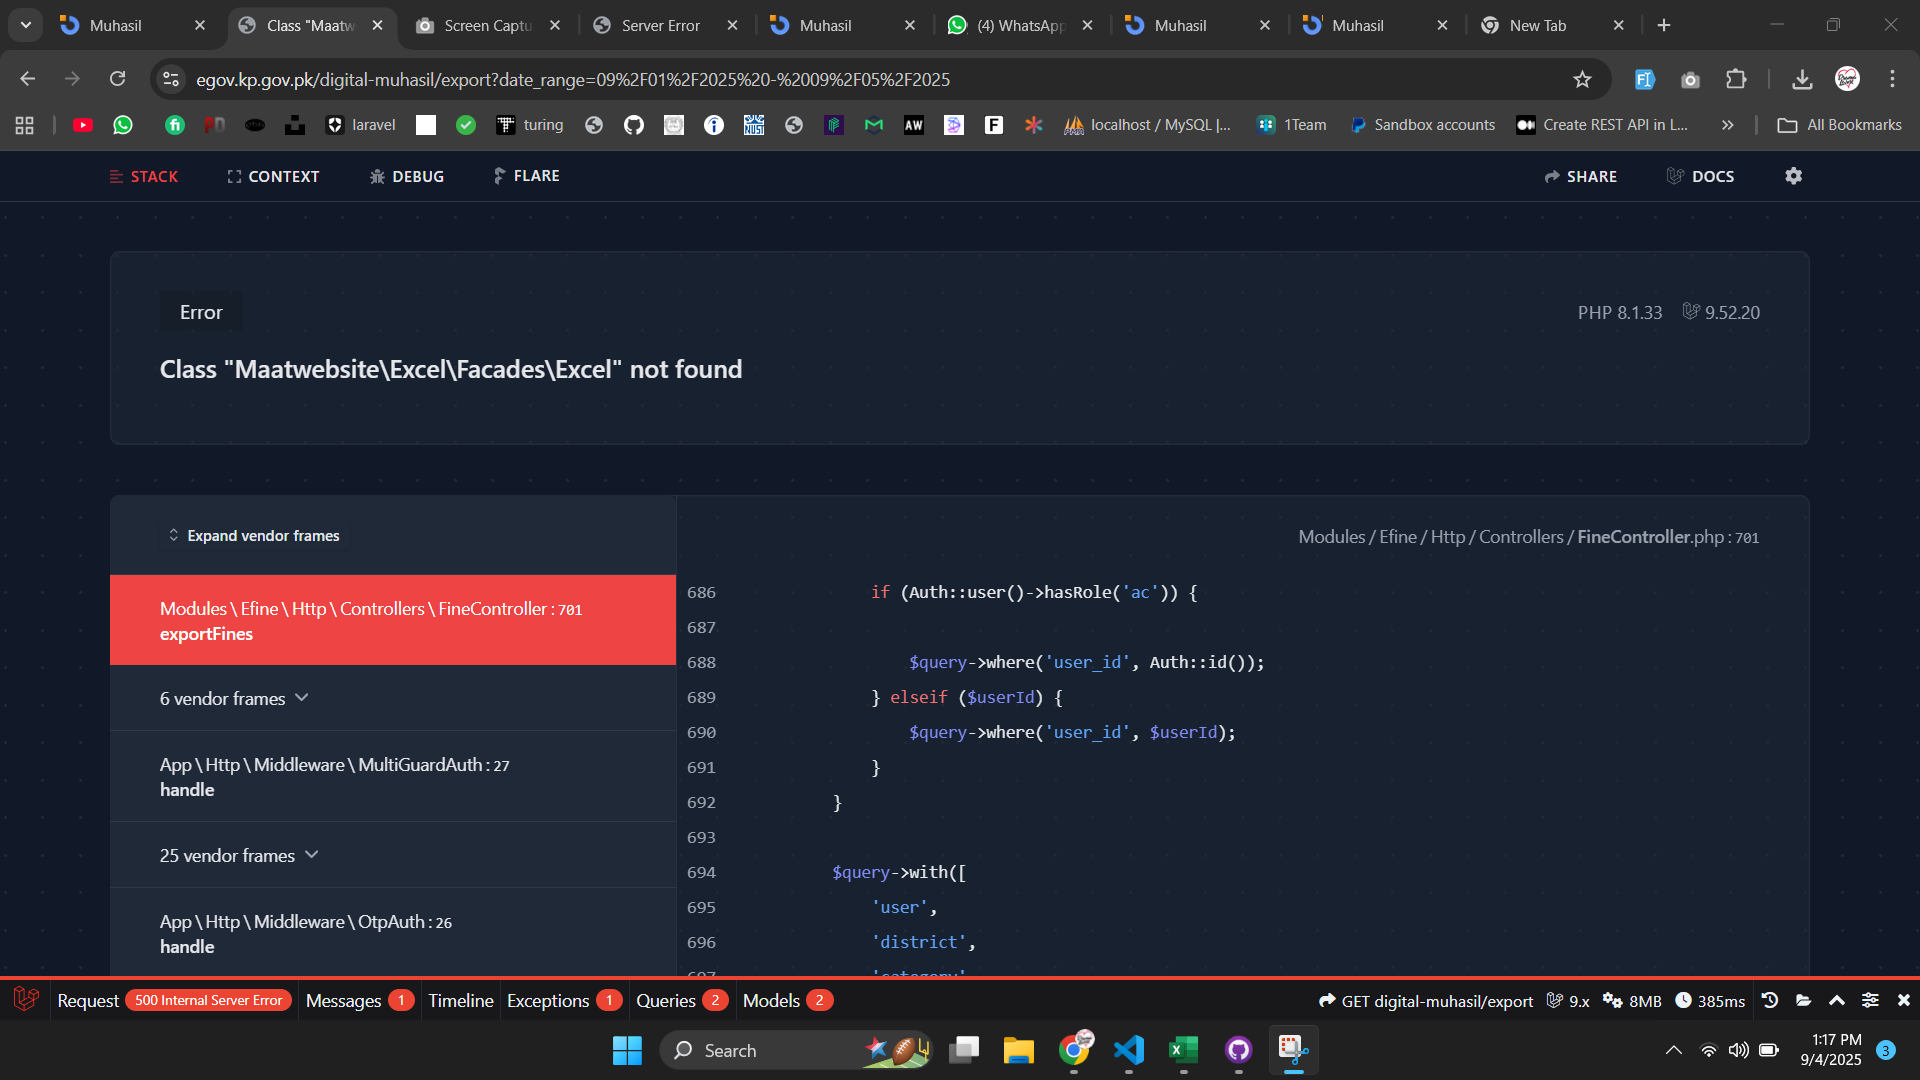 Muhasil
Class "Maatw
Screen Captu
Server Error
Muhasil
(4) WhatsApp
Muhasil
Muhasil
New Tab
egov.kp.gov.pk/digital-muhasil/export?date_range=09%2F01%2F2025%20-%2009%2F05%2F2025
laravel
turing
localhost / MySQL |...
1Team
Sandbox accounts
Create REST API in L...
All Bookmarks
STACK
CONTEXT
DEBUG
FLARE
SHARE
DOCS
Error
PHP 8.1.33
9.52.20
Class "Maatwebsite\Excel\Facades\Excel" not found
Expand vendor frames
Modules \ Efine \ Http \ Controllers \ FineController : 701
exportFines
6 vendor frames
App \ Http \ Middleware \ MultiGuardAuth : 27
handle
25 vendor frames
App \ Http \ Middleware \ OtpAuth : 26
handle
Modules / Efine / Http / Controllers / FineController.php : 701
686 if (Auth::user()->hasRole('ac')) {
687
688 $query->where('user_id', Auth::id());
689 } elseif ($userId) {
690 $query->where('user_id', $userId);
691 }
692 }
693
694 $query->with([
695 'user',
696 'district',
697 'category'
Request 500 Internal Server Error
Messages 1
Timeline
Exceptions 1
Queries 2
Models 2
GET digital-muhasil/export
9.x
8MB
385ms
Search
1:17 PM
9/4/2025
3